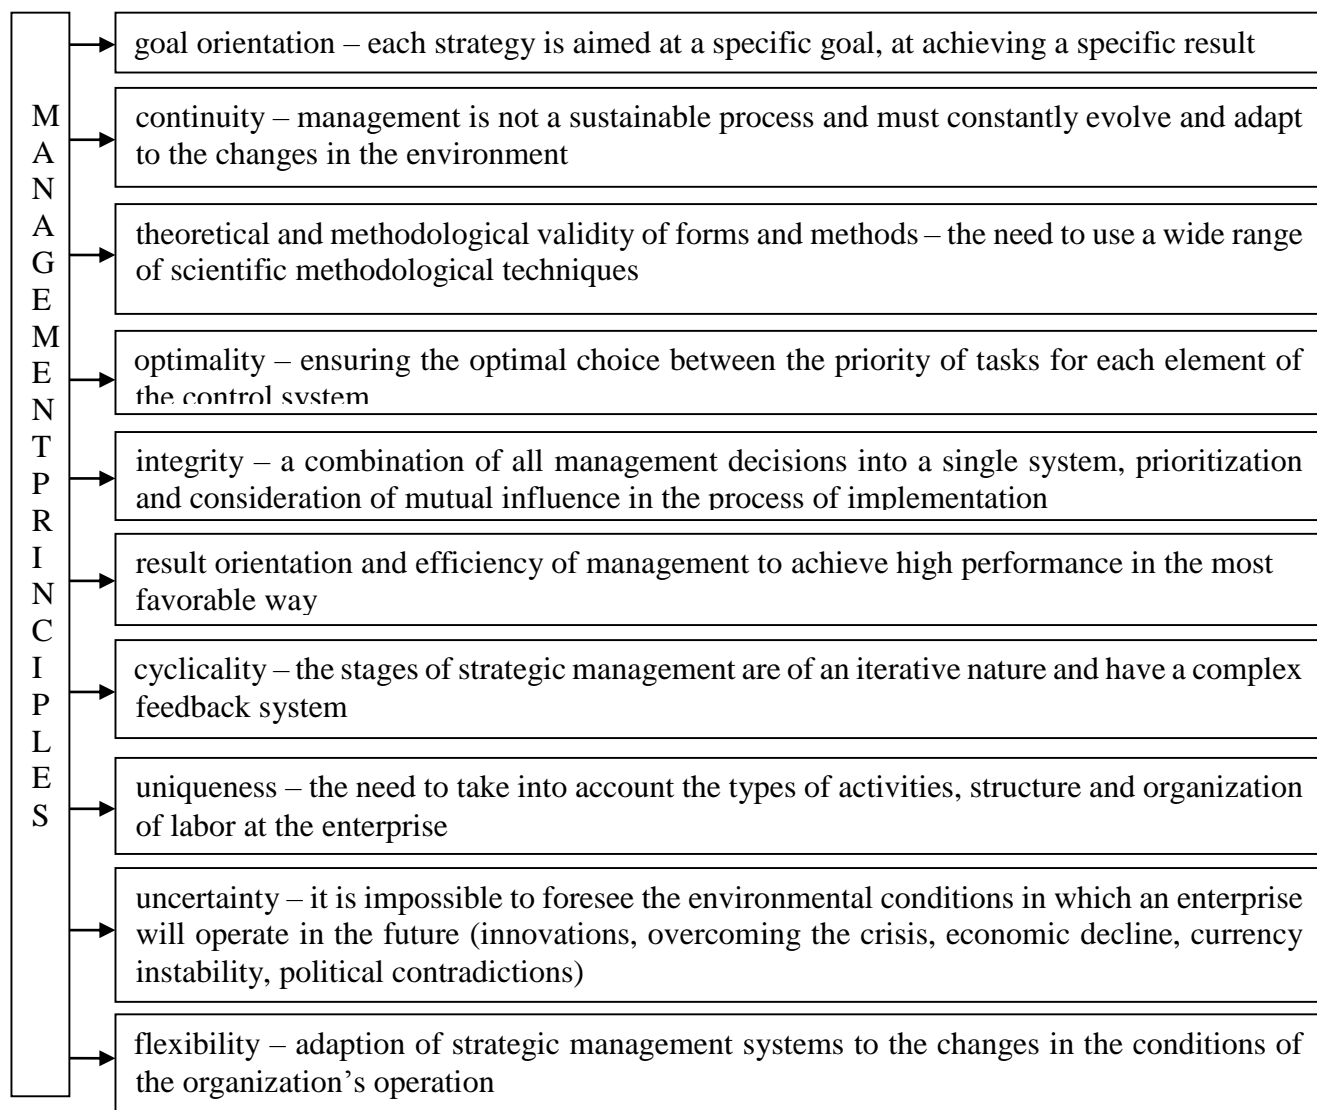 MANAGEMENT PRINCIPLES
goal orientation – each strategy is aimed at a specific goal, at achieving a specific result
continuity – management is not a sustainable process and must constantly evolve and adapt
to the changes in the environment
theoretical and methodological validity of forms and methods – the need to use a wide range
of scientific methodological techniques
optimality – ensuring the optimal choice between the priority of tasks for each element of
the control system
integrity – a combination of all management decisions into a single system, prioritization
and consideration of mutual influence in the process of implementation
result orientation and efficiency of management to achieve high performance in the most
favorable way
cyclicality – the stages of strategic management are of an iterative nature and have a complex
feedback system
uniqueness – the need to take into account the types of activities, structure and organization
of labor at the enterprise
uncertainty – it is impossible to foresee the environmental conditions in which an enterprise
will operate in the future (innovations, overcoming the crisis, economic decline, currency
instability, political contradictions)
flexibility – adaption of strategic management systems to the changes in the conditions of
the organization’s operation